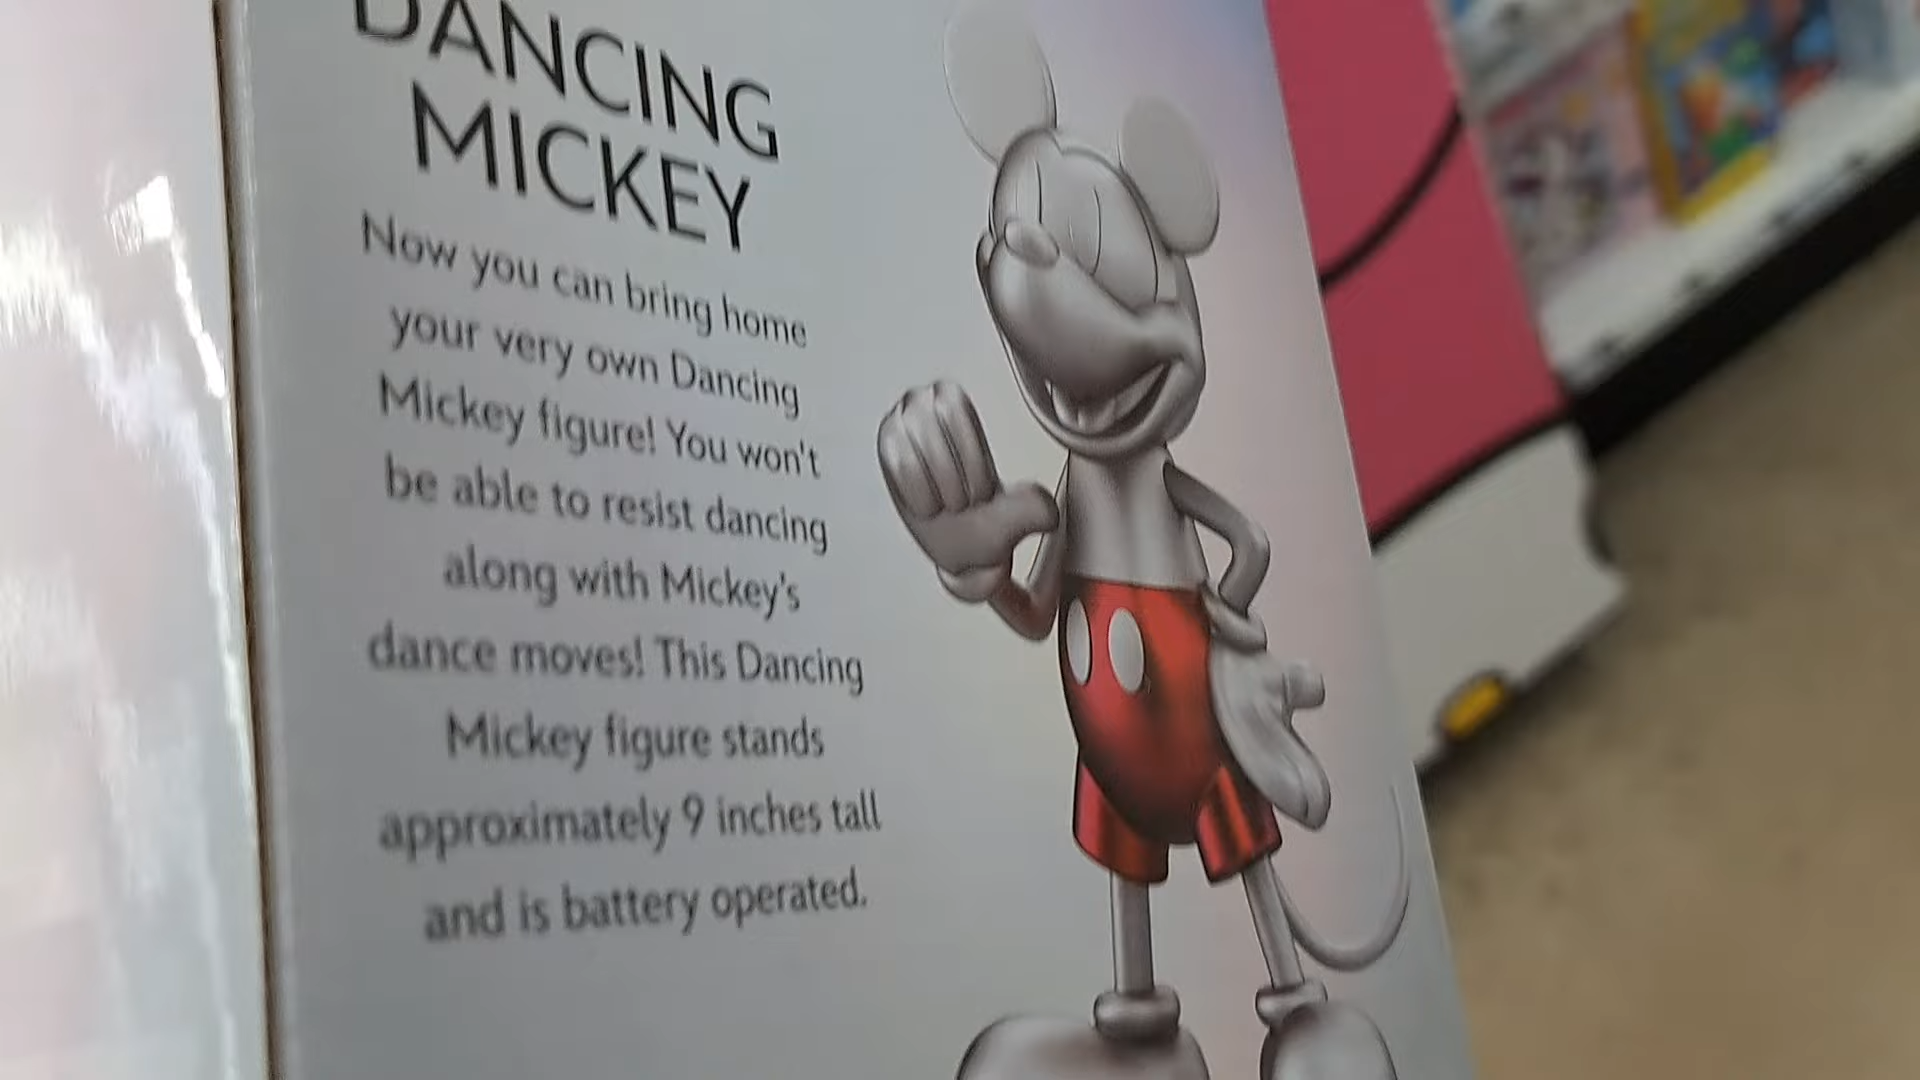 DANCING
MICKEY
Now you can bring home
your very own Dancing
Mickey figure! You won't
be able to resist dancing
along with Mickey's
dance moves! This Dancing
Mickey figure stands
approximately 9 inches tall
and is battery operated.